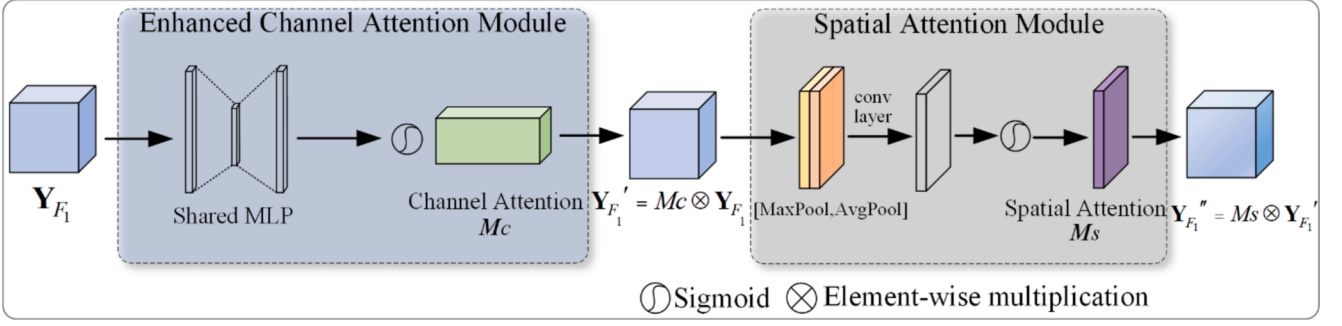 Enhanced Channel Attention Module
Spatial Attention Module
conv
layer
Y_{F_1}
Shared MLP
Channel Attention
Mc
Y_{F_1}' = Mc ⊗ Y_{F_1}
[MaxPool,AvgPool]
Spatial Attention
Ms
Y_{F_1}'' = Ms ⊗ Y_{F_1}'
Sigmoid ⊗ Element-wise multiplication